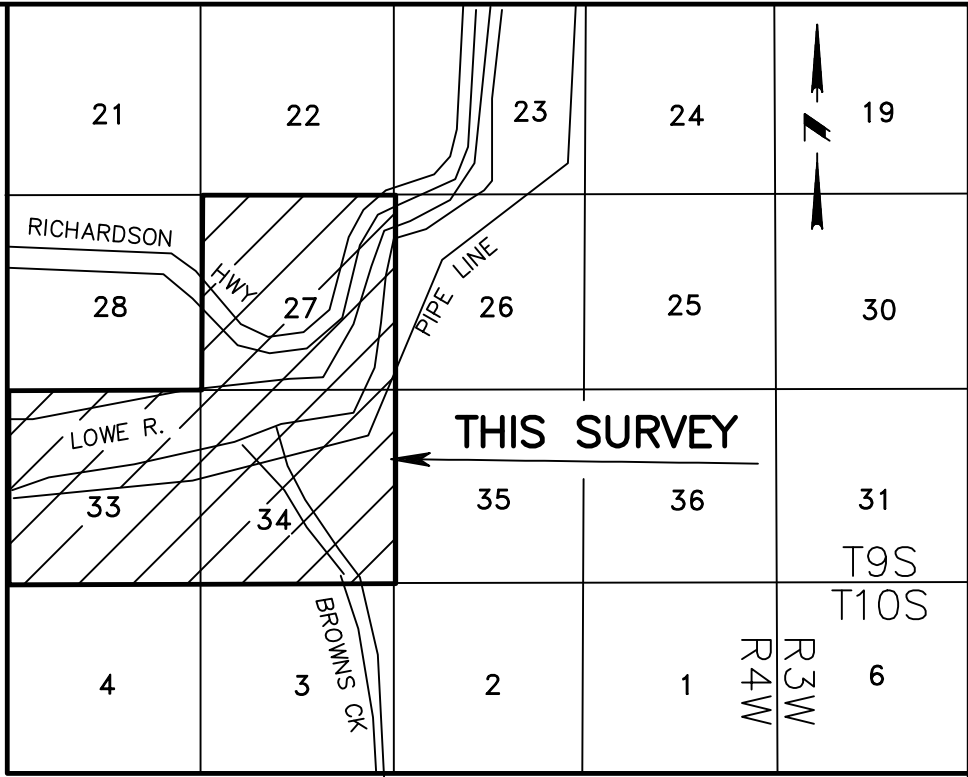 21
22
23
24
19
RICHARDSON
HWY
28
27
PIPE LINE
26
25
30
LOWE R.
THIS SURVEY
33
34
35
36
31
T9S
T10S
BROWNS CK
4
3
2
1
R4W
R3W
6
N